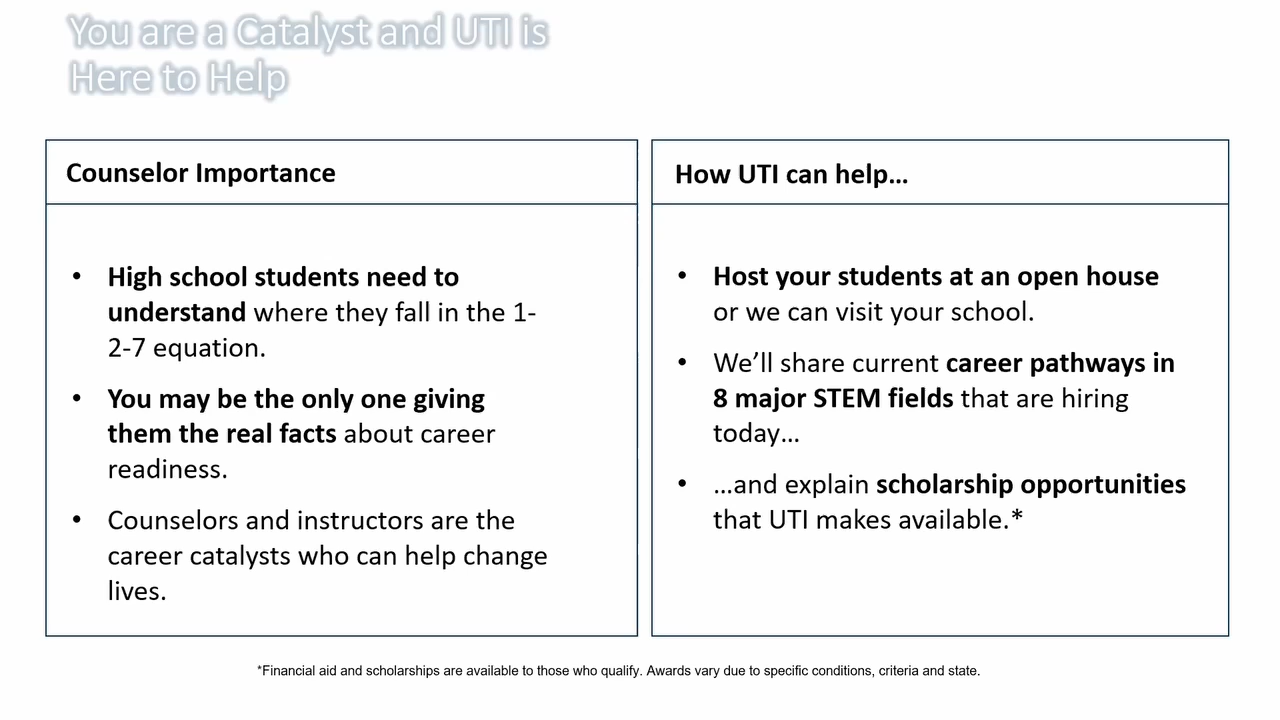 You are a Catalyst and UTI is
Here to Help
Counselor Importance
• High school students need to
understand where they fall in the 1-
2-7 equation.
• You may be the only one giving
them the real facts about career
readiness.
• Counselors and instructors are the
career catalysts who can help change
lives.
How UTI can help…
• Host your students at an open house
or we can visit your school.
• We’ll share current career pathways in
8 major STEM fields that are hiring
today…
• …and explain scholarship opportunities
that UTI makes available.*
*Financial aid and scholarships are available to those who qualify. Awards vary due to specific conditions, criteria and state.